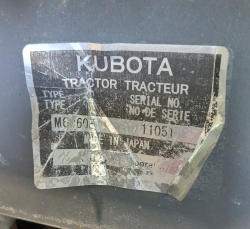 KUBOTA
TRACTOR TRACTEUR
TYPE SERIAL NO.
TYPE NO DE SERIE
11051
IN JAPAN